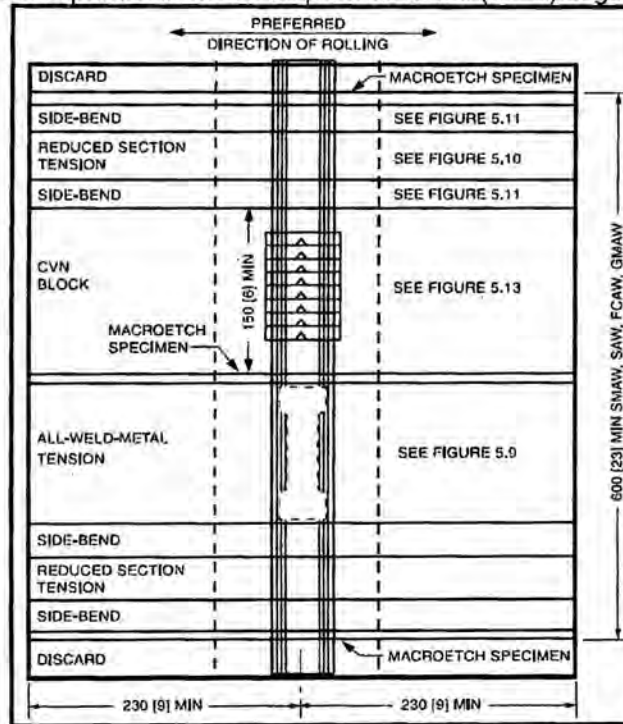 PREFERRED
DIRECTION OF ROLLING
DISCARD
MACROETCH SPECIMEN
SIDE-BEND
SEE FIGURE 5.11
REDUCED SECTION
TENSION
SEE FIGURE 5.10
SIDE-BEND
SEE FIGURE 5.11
CVN
BLOCK
150 [6] MIN
SEE FIGURE 5.13
MACROETCH
SPECIMEN
600 [23] MIN SMAW, SAW, FCAW, GMAW
ALL-WELD-METAL
TENSION
SEE FIGURE 5.9
SIDE-BEND
REDUCED SECTION
TENSION
SIDE-BEND
DISCARD
MACROETCH SPECIMEN
230 [9] MIN
230 [9] MIN